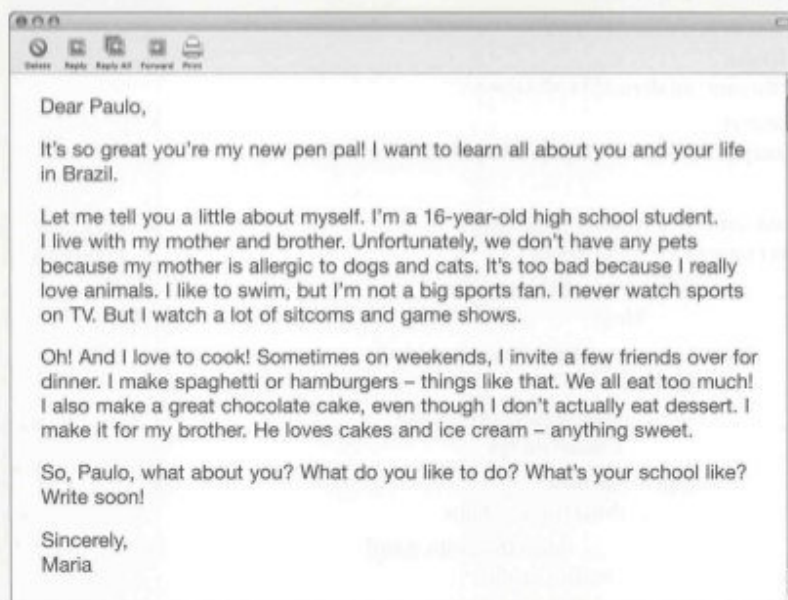 Delete Reply Reply All Forward Print
Dear Paulo,
It's so great you're my new pen pal! I want to learn all about you and your life
in Brazil.
Let me tell you a little about myself. I'm a 16-year-old high school student.
I live with my mother and brother. Unfortunately, we don't have any pets
because my mother is allergic to dogs and cats. It's too bad because I really
love animals. I like to swim, but I'm not a big sports fan. I never watch sports
on TV. But I watch a lot of sitcoms and game shows.
Oh! And I love to cook! Sometimes on weekends, I invite a few friends over for
dinner. I make spaghetti or hamburgers – things like that. We all eat too much!
I also make a great chocolate cake, even though I don't actually eat dessert. I
make it for my brother. He loves cakes and ice cream – anything sweet.
So, Paulo, what about you? What do you like to do? What's your school like?
Write soon!
Sincerely,
Maria